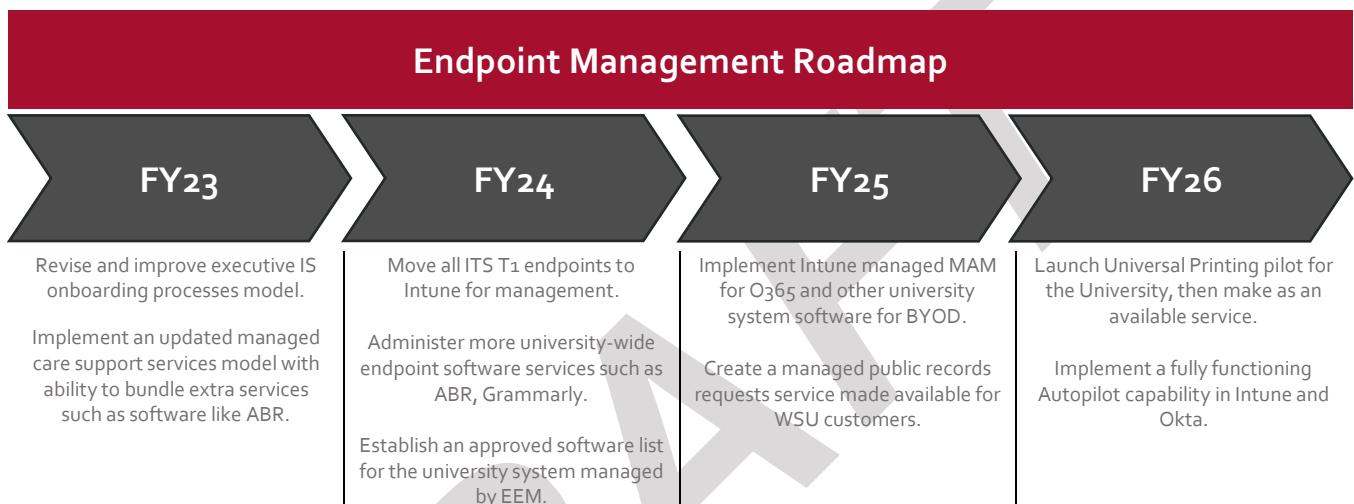 Endpoint Management Roadmap
FY23
FY24
FY25
FY26
Revise and improve executive IS
onboarding processes model.
Implement an updated managed
care support services model with
ability to bundle extra services
such as software like ABR.
Move all ITS T1 endpoints to
Intune for management.
Administer more university-wide
endpoint software services such as
ABR, Grammarly.
Establish an approved software list
for the university system managed
by EEM.
Implement Intune managed MAM
for O365 and other university
system software for BYOD.
Create a managed public records
requests service made available for
WSU customers.
Launch Universal Printing pilot for
the University, then make as an
available service.
Implement a fully functioning
Autopilot capability in Intune and
Okta.